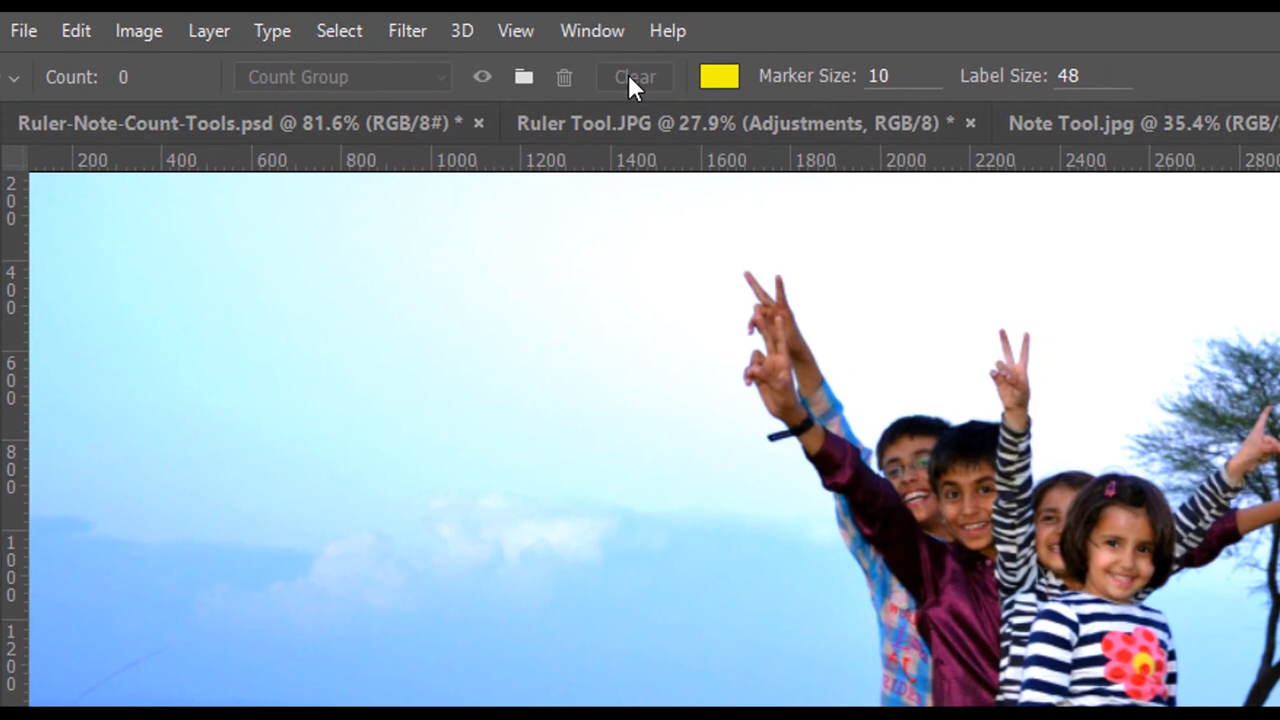 File Edit Image Layer Type Select Filter 3D View Window Help
Count: 0 Count Group Clear Marker Size: 10 Label Size: 48
Ruler-Note-Count-Tools.psd @ 81.6% (RGB/8#) * × Ruler Tool.JPG @ 27.9% (Adjustments, RGB/8) * × Note Tool.jpg @ 35.4% (RGB/
200 400 600 800 1000 1200 1400 1600 1800 2000 2200 2400 2600 2800
200
400
600
800
1000
1200